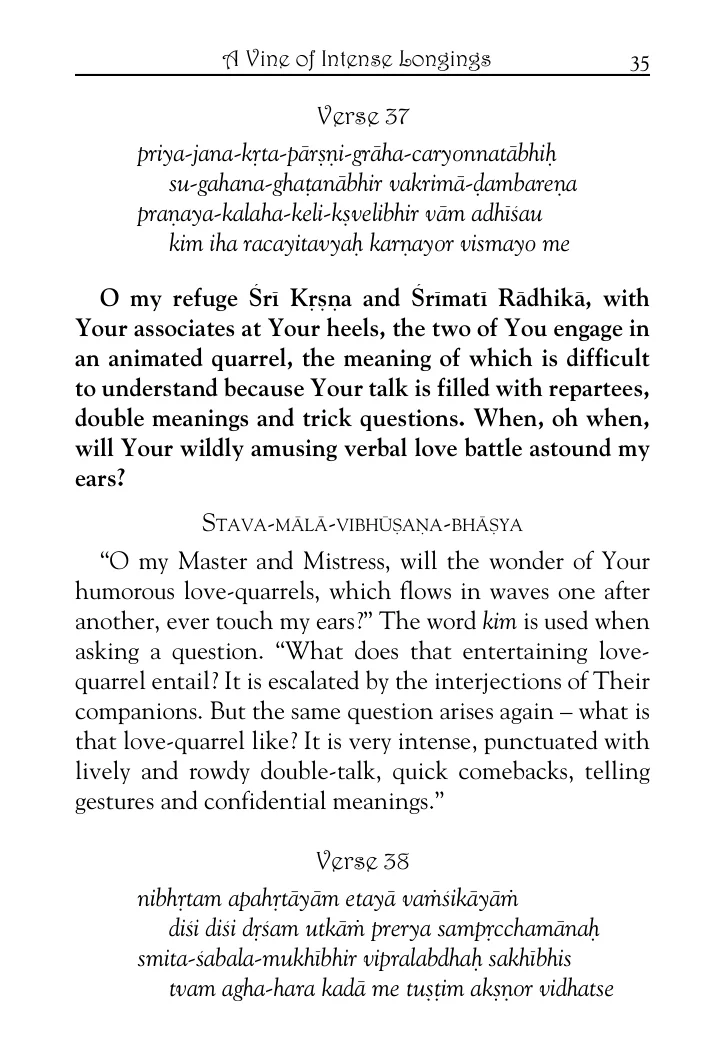 A Vine of Intense Longings 35
Verse 37
priya-jana-kṛta-pārṣṇi-grāha-caryonnatābhiḥ
su-gahana-ghaṭanābhir vakrimā-ḍambareṇa
praṇaya-kalaha-keli-kṣvelibhir vām adhīśau
kim iha racayitavyaḥ karṇayor vismayo me
O my refuge Śrī Kṛṣṇa and Śrīmatī Rādhikā, with
Your associates at Your heels, the two of You engage in
an animated quarrel, the meaning of which is difficult
to understand because Your talk is filled with repartees,
double meanings and trick questions. When, oh when,
will Your wildly amusing verbal love battle astound my
ears?
Stava-mālā-vibhūṣaṇa-bhāṣya
“O my Master and Mistress, will the wonder of Your
humorous love-quarrels, which flows in waves one after
another, ever touch my ears?” The word kim is used when
asking a question. “What does that entertaining love-
quarrel entail? It is escalated by the interjections of Their
companions. But the same question arises again – what is
that love-quarrel like? It is very intense, punctuated with
lively and rowdy double-talk, quick comebacks, telling
gestures and confidential meanings.”
Verse 38
nibhṛtam apahṛtāyām etayā vaṁśikāyāṁ
diśi diśi dṛśam utkāṁ prerya sampṛcchamānaḥ
smita-śabala-mukhībhir vipralabdhaḥ sakhībhis
tvam agha-hara kadā me tuṣṭim akṣṇor vidhatse